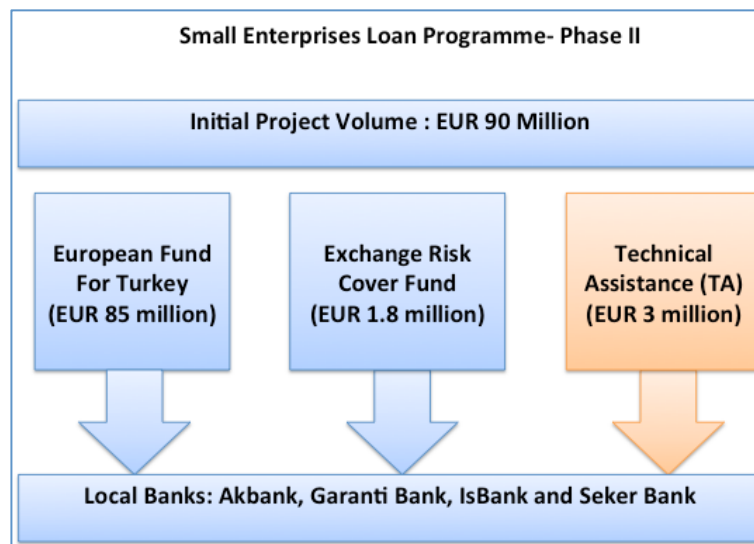 Small Enterprises Loan Programme- Phase II
Initial Project Volume : EUR 90 Million
European Fund
For Turkey
(EUR 85 million)
Exchange Risk
Cover Fund
(EUR 1.8 million)
Technical
Assistance (TA)
(EUR 3 million)
Local Banks: Akbank, Garanti Bank, IsBank and Seker Bank